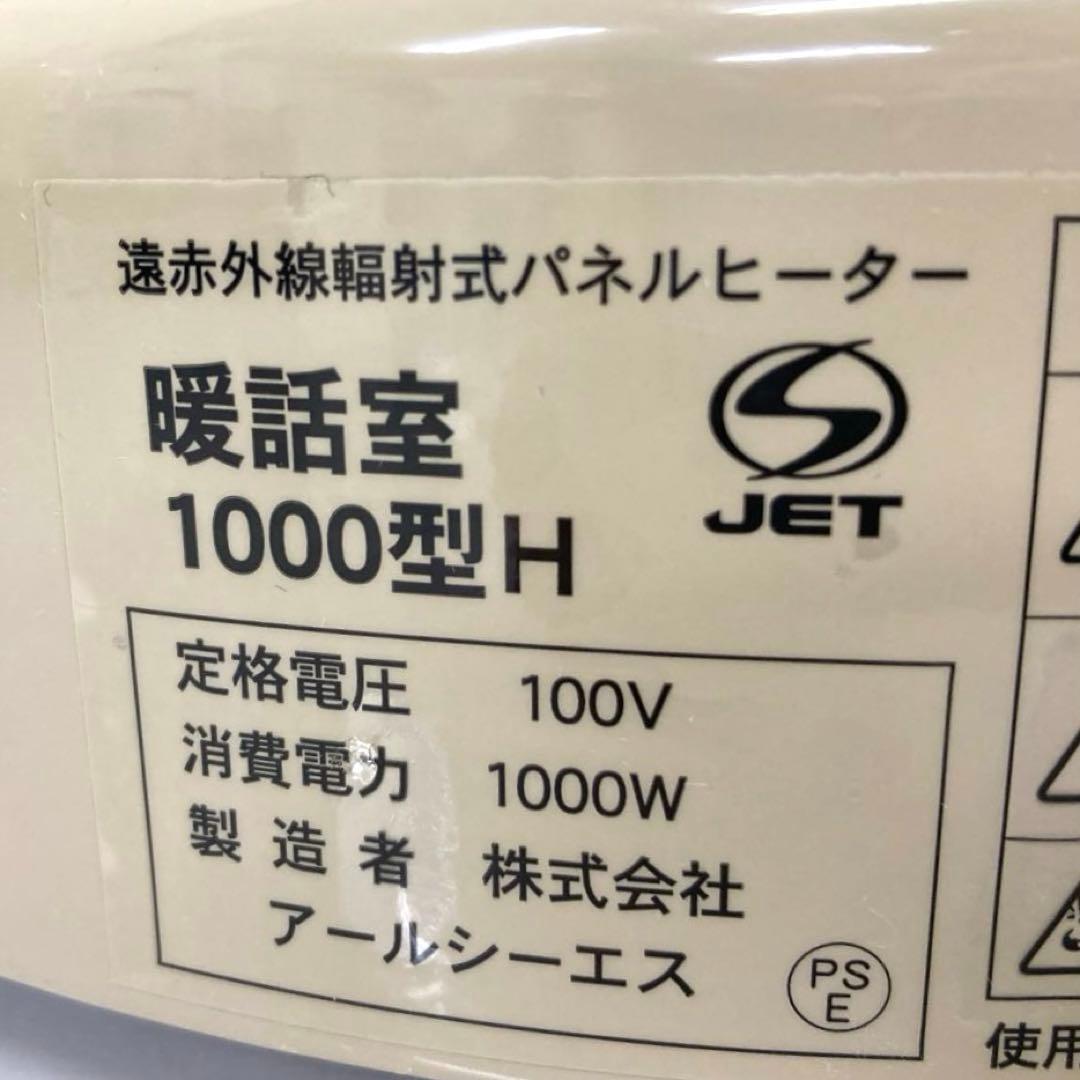 遠赤外線輻射式パネルヒーター
暖話室
1000型H
JET
定格電圧 100V
消費電力 1000W
製造者 株式会社
アールシーエス
PS
E
使用